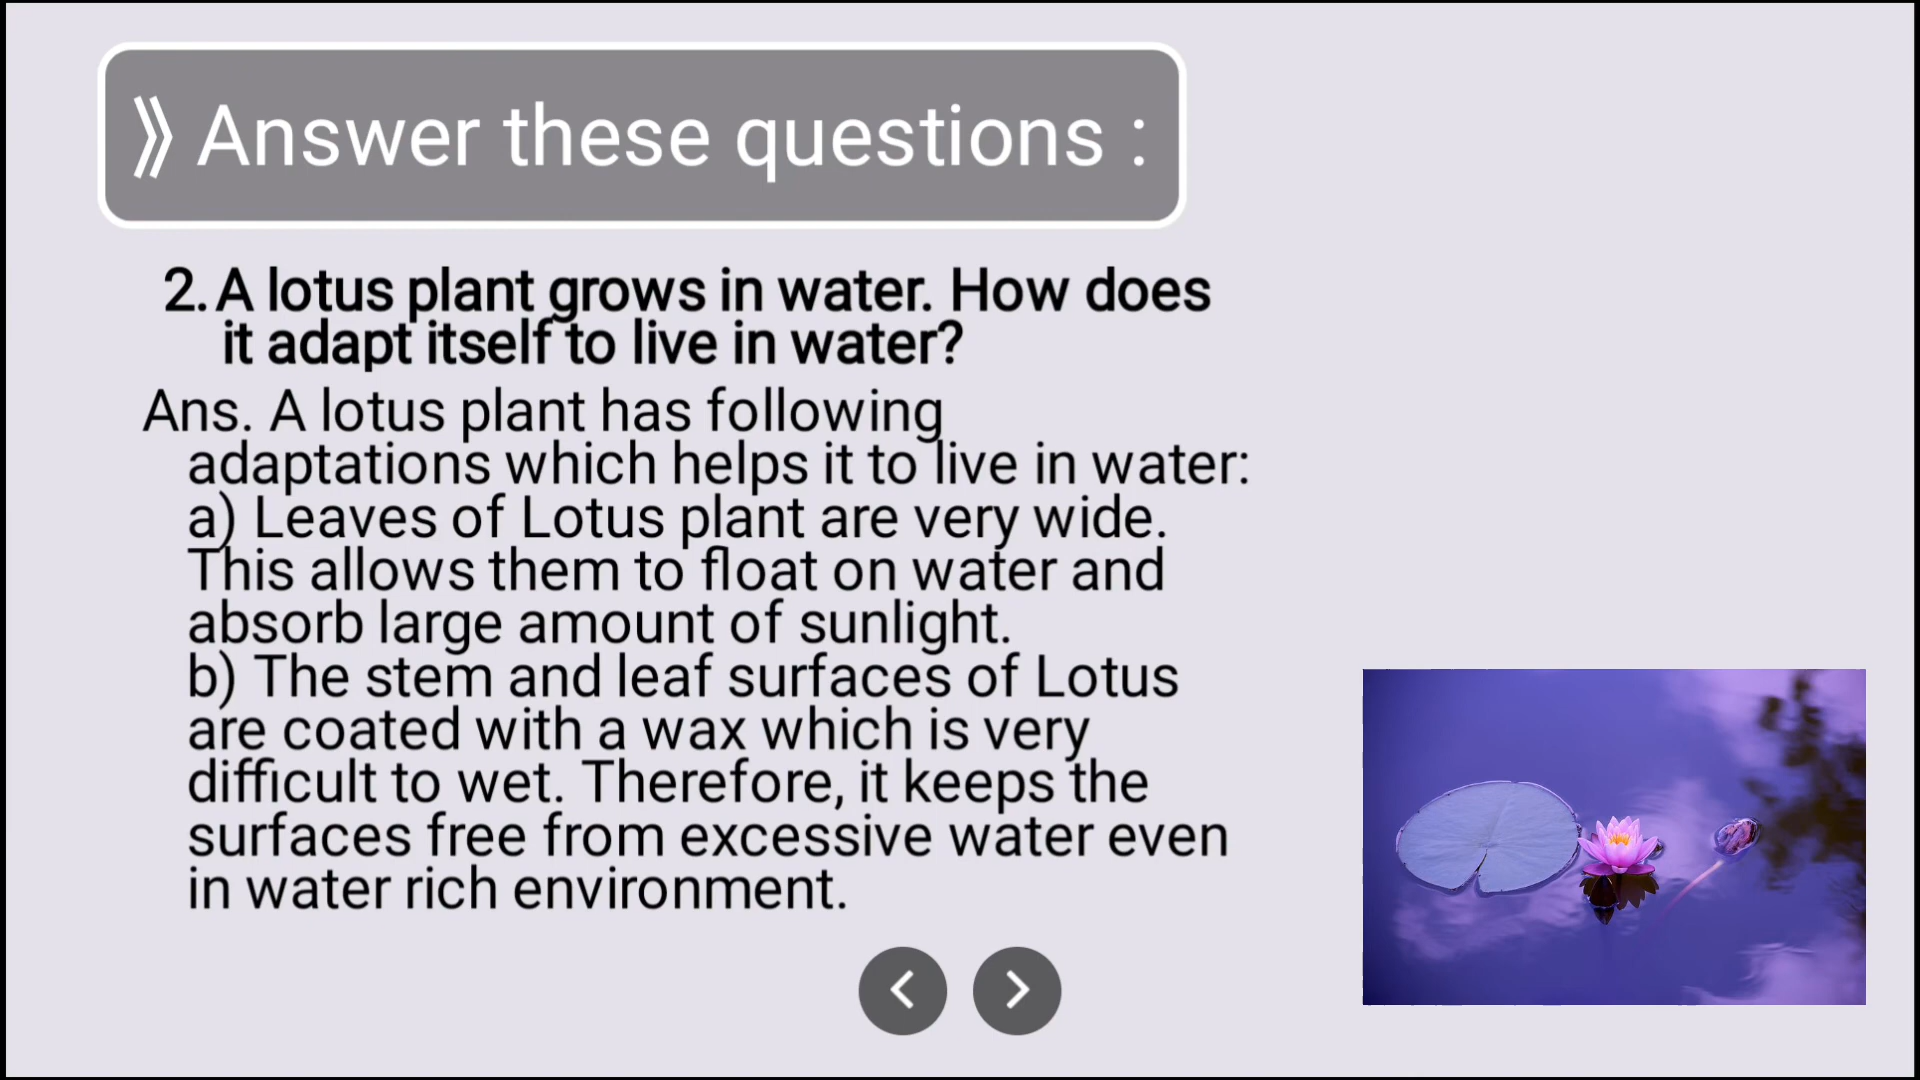 » Answer these questions :
2. A lotus plant grows in water. How does
it adapt itself to live in water?
Ans. A lotus plant has following
adaptations which helps it to live in water:
a) Leaves of Lotus plant are very wide.
This allows them to float on water and
absorb large amount of sunlight.
b) The stem and leaf surfaces of Lotus
are coated with a wax which is very
difficult to wet. Therefore, it keeps the
surfaces free from excessive water even
in water rich environment.